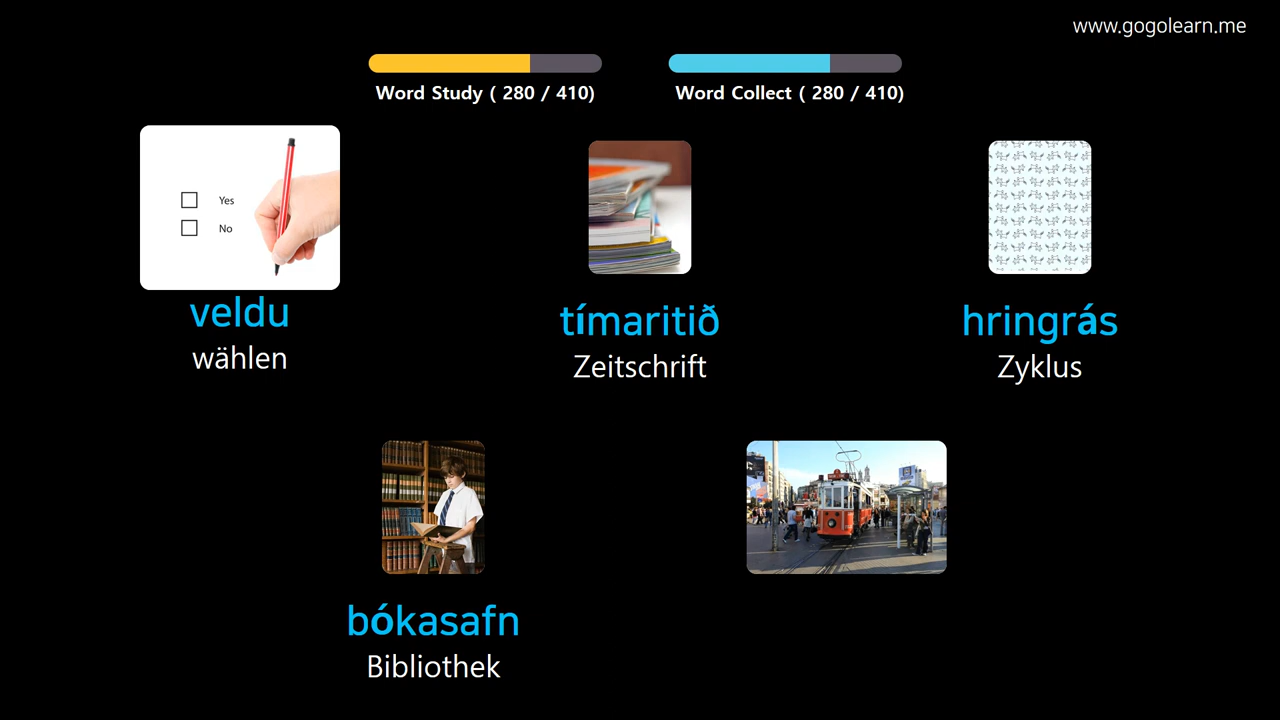 www.gogolearn.me
Word Study ( 280 / 410)
Word Collect ( 280 / 410)
Yes
No
veldu
wählen
tímaritið
Zeitschrift
hringrás
Zyklus
bókasafn
Bibliothek